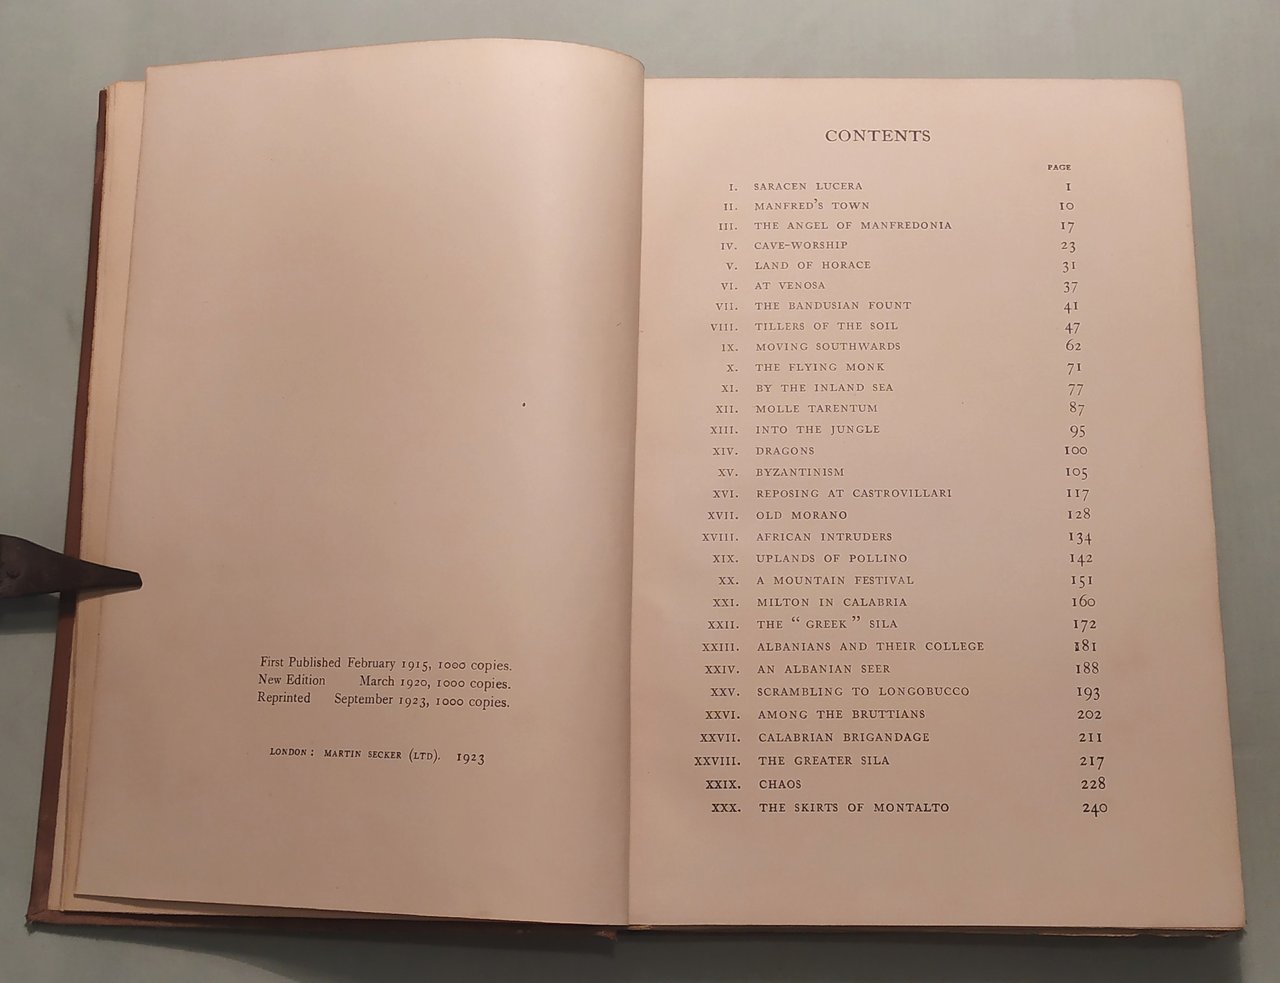 First Published February 1915, 1000 copies.
New Edition March 1920, 1000 copies.
Reprinted September 1923, 1000 copies.
LONDON: MARTIN SECKER (LTD). 1923
CONTENTS
PAGE
I. SARACEN LUCERA 1
II. MANFRED'S TOWN 10
III. THE ANGEL OF MANFREDONIA 17
IV. CAVE-WORSHIP 23
V. LAND OF HORACE 31
VI. AT VENOSA 37
VII. THE BANDUSIAN FOUNT 41
VIII. TILLERS OF THE SOIL 47
IX. MOVING SOUTHWARDS 62
X. THE FLYING MONK 71
XI. BY THE INLAND SEA 77
XII. MOLLE TARENTUM 87
XIII. INTO THE JUNGLE 95
XIV. DRAGONS 100
XV. BYZANTINISM 105
XVI. REPOSING AT CASTROVILLARI 117
XVII. OLD MORANO 128
XVIII. AFRICAN INTRUDERS 134
XIX. UPLANDS OF POLLINO 142
XX. A MOUNTAIN FESTIVAL 151
XXI. MILTON IN CALABRIA 160
XXII. THE "GREEK" SILA 172
XXIII. ALBANIANS AND THEIR COLLEGE 181
XXIV. AN ALBANIAN SEER 188
XXV. SCRAMBLING TO LONGOBUCCO 193
XXVI. AMONG THE BRUTTIANS 202
XXVII. CALABRIAN BRIGANDAGE 211
XXVIII. THE GREATER SILA 217
XXIX. CHAOS 228
XXX. THE SKIRTS OF MONTALTO 240